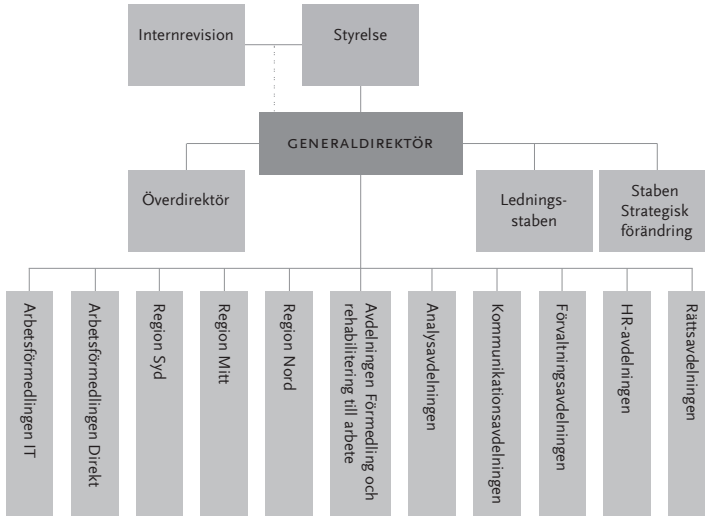 Internrevision
Styrelse
GENERALDIREKTÖR
Överdirektör
Lednings-
staben
Staben
Strategisk
förändring
Arbetsförmedlingen IT
Arbetsförmedlingen Direkt
Region Syd
Region Mitt
Region Nord
Avdelningen Förmedling och
rehabilitering till arbete
Analysavdelningen
Kommunikationsavdelningen
Förvaltningsavdelningen
HR-avdelningen
Rättsavdelningen